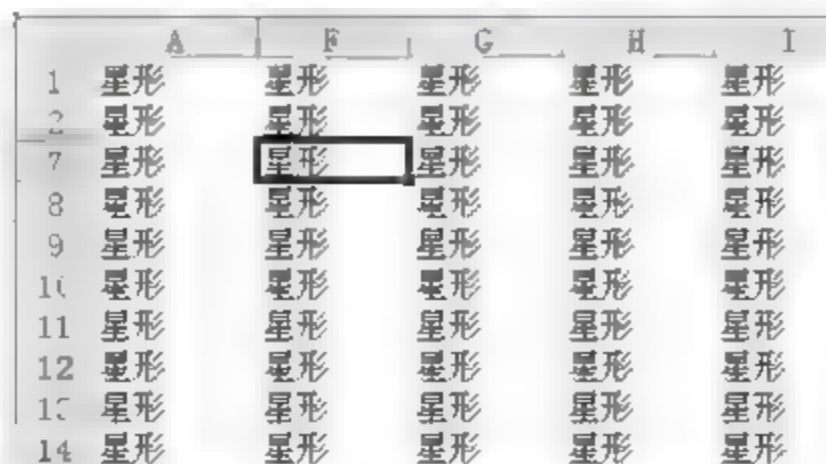 A F G H I
1 星形 星形 星形 星形 星形
2 星形 星形 星形 星形 星形
7 星形 星形 星形 星形 星形
8 星形 星形 星形 星形 星形
9 星形 星形 星形 星形 星形
10 星形 星形 星形 星形 星形
11 星形 星形 星形 星形 星形
12 星形 星形 星形 星形 星形
13 星形 星形 星形 星形 星形
14 星形 星形 星形 星形 星形